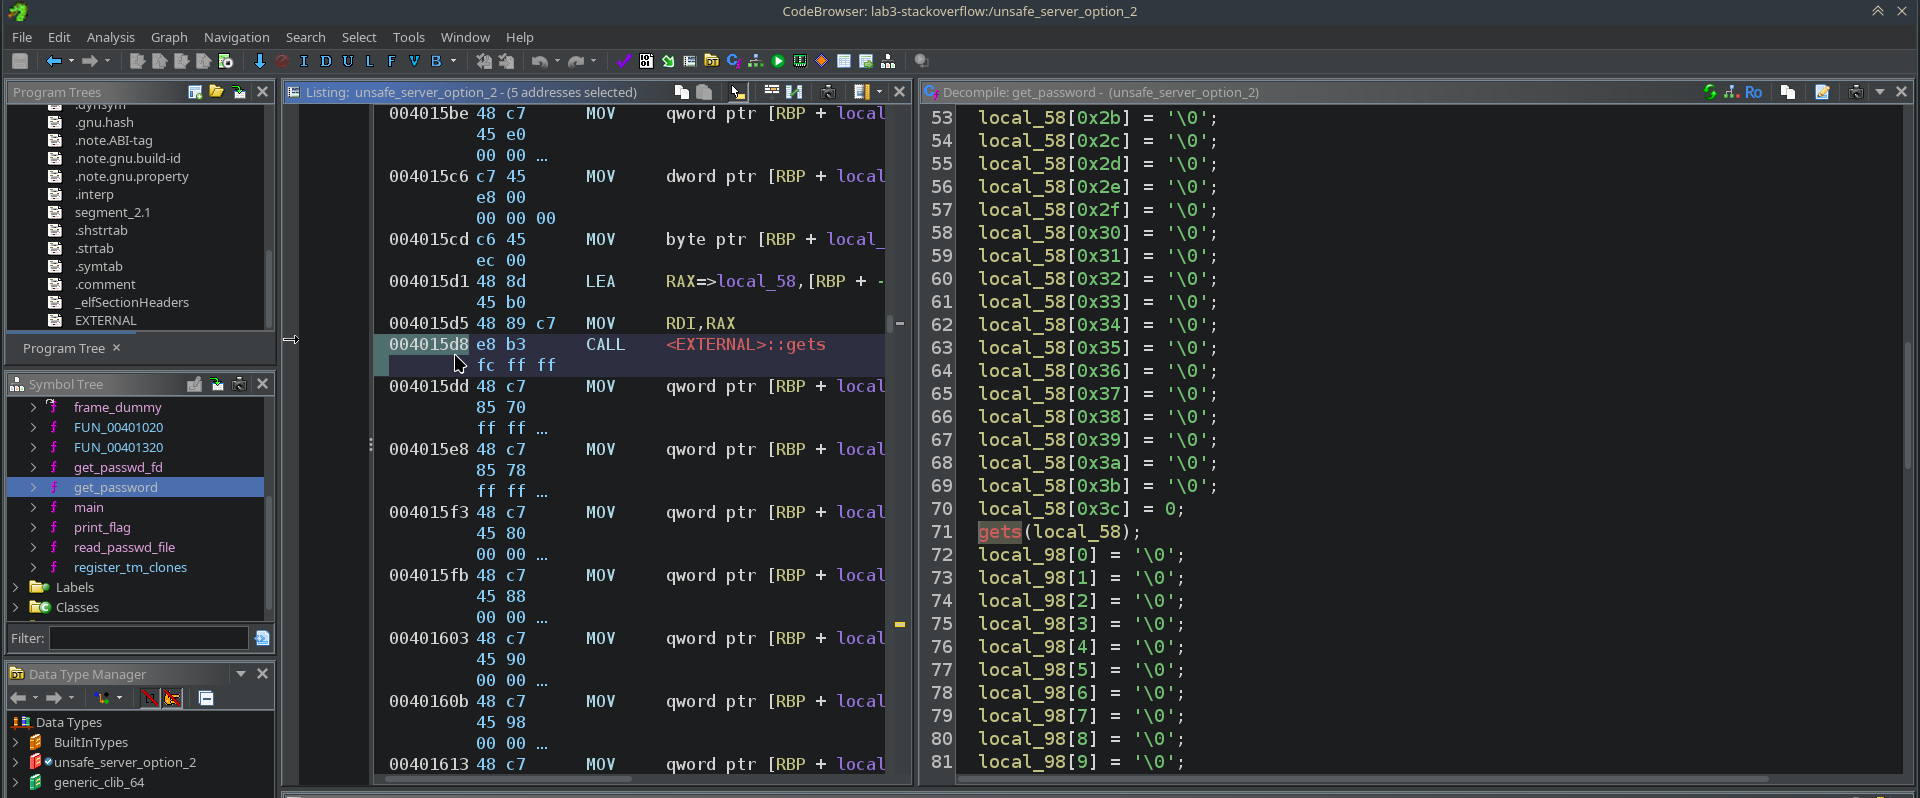 CodeBrowser: lab3-stackoverflow:/unsafe_server_option_2
File Edit Analysis Graph Navigation Search Select Tools Window Help
I D U L F V B
Program Trees
.dynsym
.gnu.hash
.note.ABI-tag
.note.gnu.build-id
.note.gnu.property
.interp
segment_2.1
.shstrtab
.strtab
.symtab
.comment
_elfSectionHeaders
EXTERNAL
Program Tree
Symbol Tree
frame_dummy
FUN_00401020
FUN_00401320
get_passwd_fd
get_password
main
print_flag
read_passwd_file
register_tm_clones
Labels
Classes
Filter:
Data Type Manager
Data Types
BuiltInTypes
unsafe_server_option_2
generic_clib_64
Listing: unsafe_server_option_2 - (5 addresses selected)
004015be 48 c7 MOV qword ptr [RBP + local
45 e0
00 00 ...
004015c6 c7 45 MOV dword ptr [RBP + local
e8 00
00 00 00
004015cd c6 45 MOV byte ptr [RBP + local_
ec 00
004015d1 48 8d LEA RAX=>local_58,[RBP + -
45 b0
004015d5 48 89 c7 MOV RDI,RAX
004015d8 e8 b3 CALL <EXTERNAL>::gets
fc ff ff
004015dd 48 c7 MOV qword ptr [RBP + local
85 70
ff ff ...
004015e8 48 c7 MOV qword ptr [RBP + local
85 78
ff ff ...
004015f3 48 c7 MOV qword ptr [RBP + local
45 80
00 00 ...
004015fb 48 c7 MOV qword ptr [RBP + local
45 88
00 00 ...
00401603 48 c7 MOV qword ptr [RBP + local
45 90
00 00 ...
0040160b 48 c7 MOV qword ptr [RBP + local
45 98
00 00 ...
00401613 48 c7 MOV qword ptr [RBP + local
Decompile: get_password - (unsafe_server_option_2)
Ro
53 local_58[0x2b] = '\0';
54 local_58[0x2c] = '\0';
55 local_58[0x2d] = '\0';
56 local_58[0x2e] = '\0';
57 local_58[0x2f] = '\0';
58 local_58[0x30] = '\0';
59 local_58[0x31] = '\0';
60 local_58[0x32] = '\0';
61 local_58[0x33] = '\0';
62 local_58[0x34] = '\0';
63 local_58[0x35] = '\0';
64 local_58[0x36] = '\0';
65 local_58[0x37] = '\0';
66 local_58[0x38] = '\0';
67 local_58[0x39] = '\0';
68 local_58[0x3a] = '\0';
69 local_58[0x3b] = '\0';
70 local_58[0x3c] = 0;
71 gets(local_58);
72 local_98[0] = '\0';
73 local_98[1] = '\0';
74 local_98[2] = '\0';
75 local_98[3] = '\0';
76 local_98[4] = '\0';
77 local_98[5] = '\0';
78 local_98[6] = '\0';
79 local_98[7] = '\0';
80 local_98[8] = '\0';
81 local_98[9] = '\0';